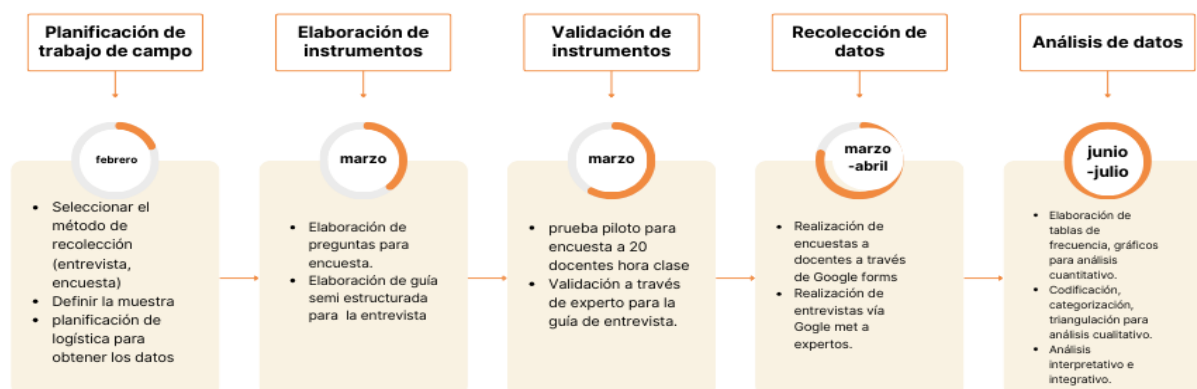 Planificación de
trabajo de campo
Elaboración de
instrumentos
Validación de
instrumentos
Recolección de
datos
Análisis de datos
febrero
marzo
marzo
marzo
-abril
junio
-julio
• Seleccionar el
método de
recolección
(entrevista,
encuesta)
• Definir la muestra
• planificación de
logística para
obtener los datos
• Elaboración de
preguntas para
encuesta.
• Elaboración de guía
semi estructurada
para la entrevista
• prueba piloto para
encuesta a 20
docentes hora clase
• Validación a través
de experto para la
guía de entrevista.
• Realización de
encuestas a
docentes a través
de Google forms
• Realización de
entrevistas vía
Gogle met a
expertos.
• Elaboración de
tablas de
frecuencia, gráficos
para análisis
cuantitativo.
• Codificación,
categorización,
triangulación para
análisis cualitativo.
• Análisis
interpretativo e
integrativo.